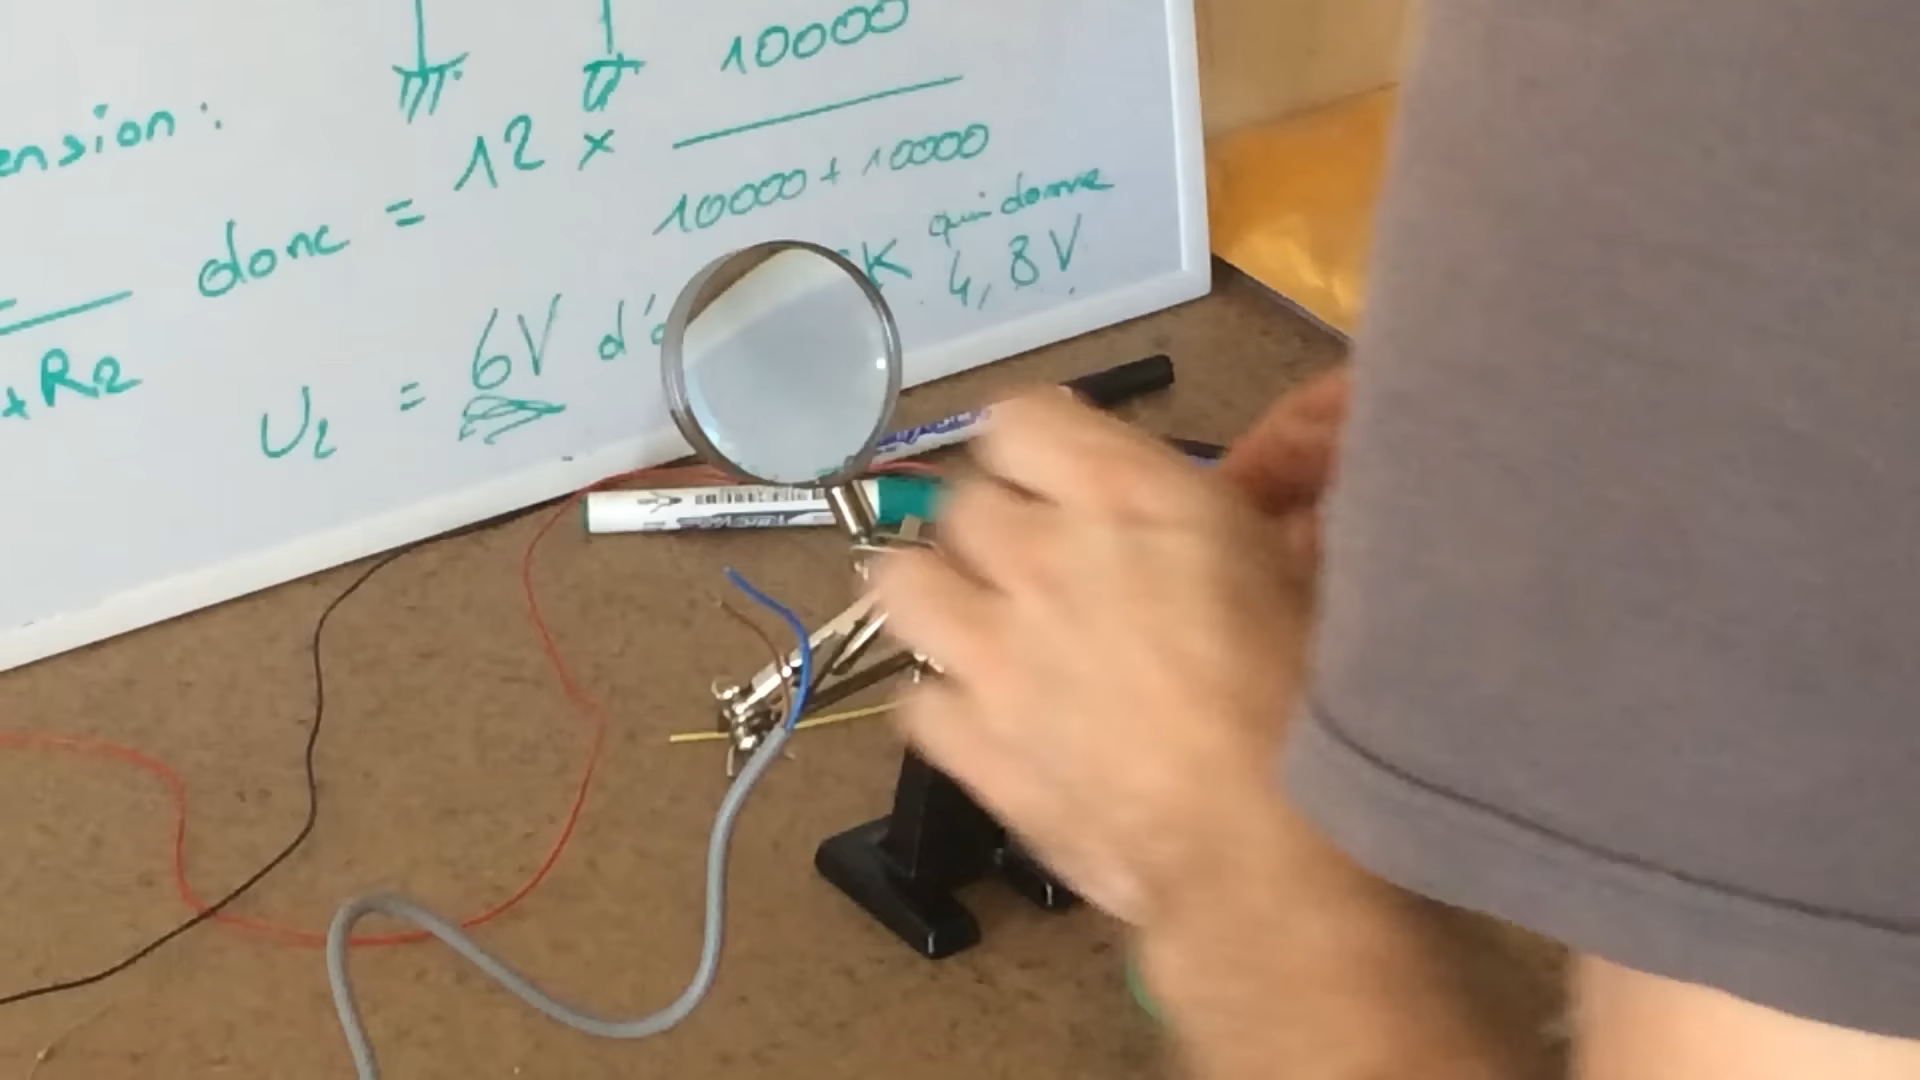 ension:
donc = 12 × 10000
10000 + 10000
+R2
U2 = 6V
K qui donne
4,8V